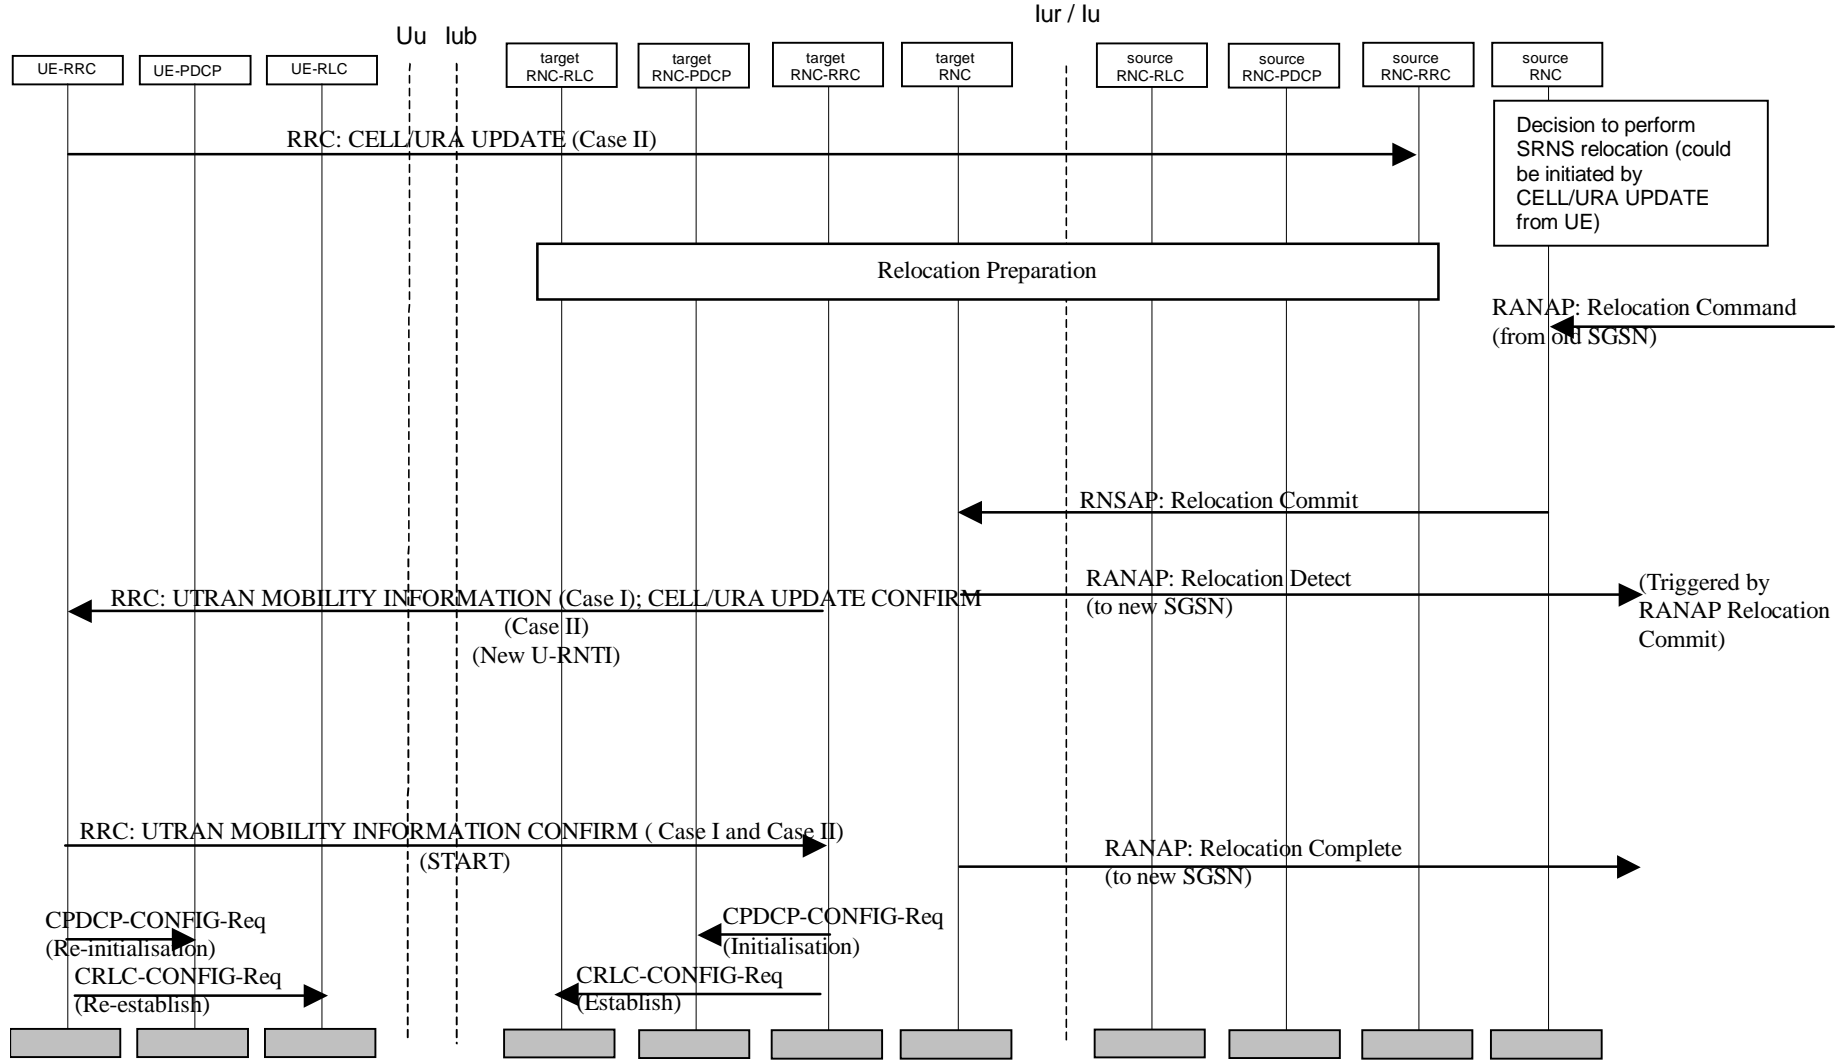 Iur / Iu
Uu Iub
UE-RRC
UE-PDCP
UE-RLC
target
RNC-RLC
target
RNC-PDCP
target
RNC-RRC
target
RNC
source
RNC-RLC
source
RNC-PDCP
source
RNC-RRC
source
RNC
RRC: CELL/URA UPDATE (Case II)
Decision to perform
SRNS relocation (could
be initiated by
CELL/URA UPDATE
from UE)
Relocation Preparation
RANAP: Relocation Command
(from old SGSN)
RNSAP: Relocation Commit
RANAP: Relocation Detect
(to new SGSN)
(Triggered by
RANAP Relocation
Commit)
RRC: UTRAN MOBILITY INFORMATION (Case I); CELL/URA UPDATE CONFIRM
(Case II)
(New U-RNTI)
RRC: UTRAN MOBILITY INFORMATION CONFIRM ( Case I and Case II)
(START)
RANAP: Relocation Complete
(to new SGSN)
CPDCP-CONFIG-Req
(Re-initialisation)
CPDCP-CONFIG-Req
(Initialisation)
CRLC-CONFIG-Req
(Re-establish)
CRLC-CONFIG-Req
(Establish)